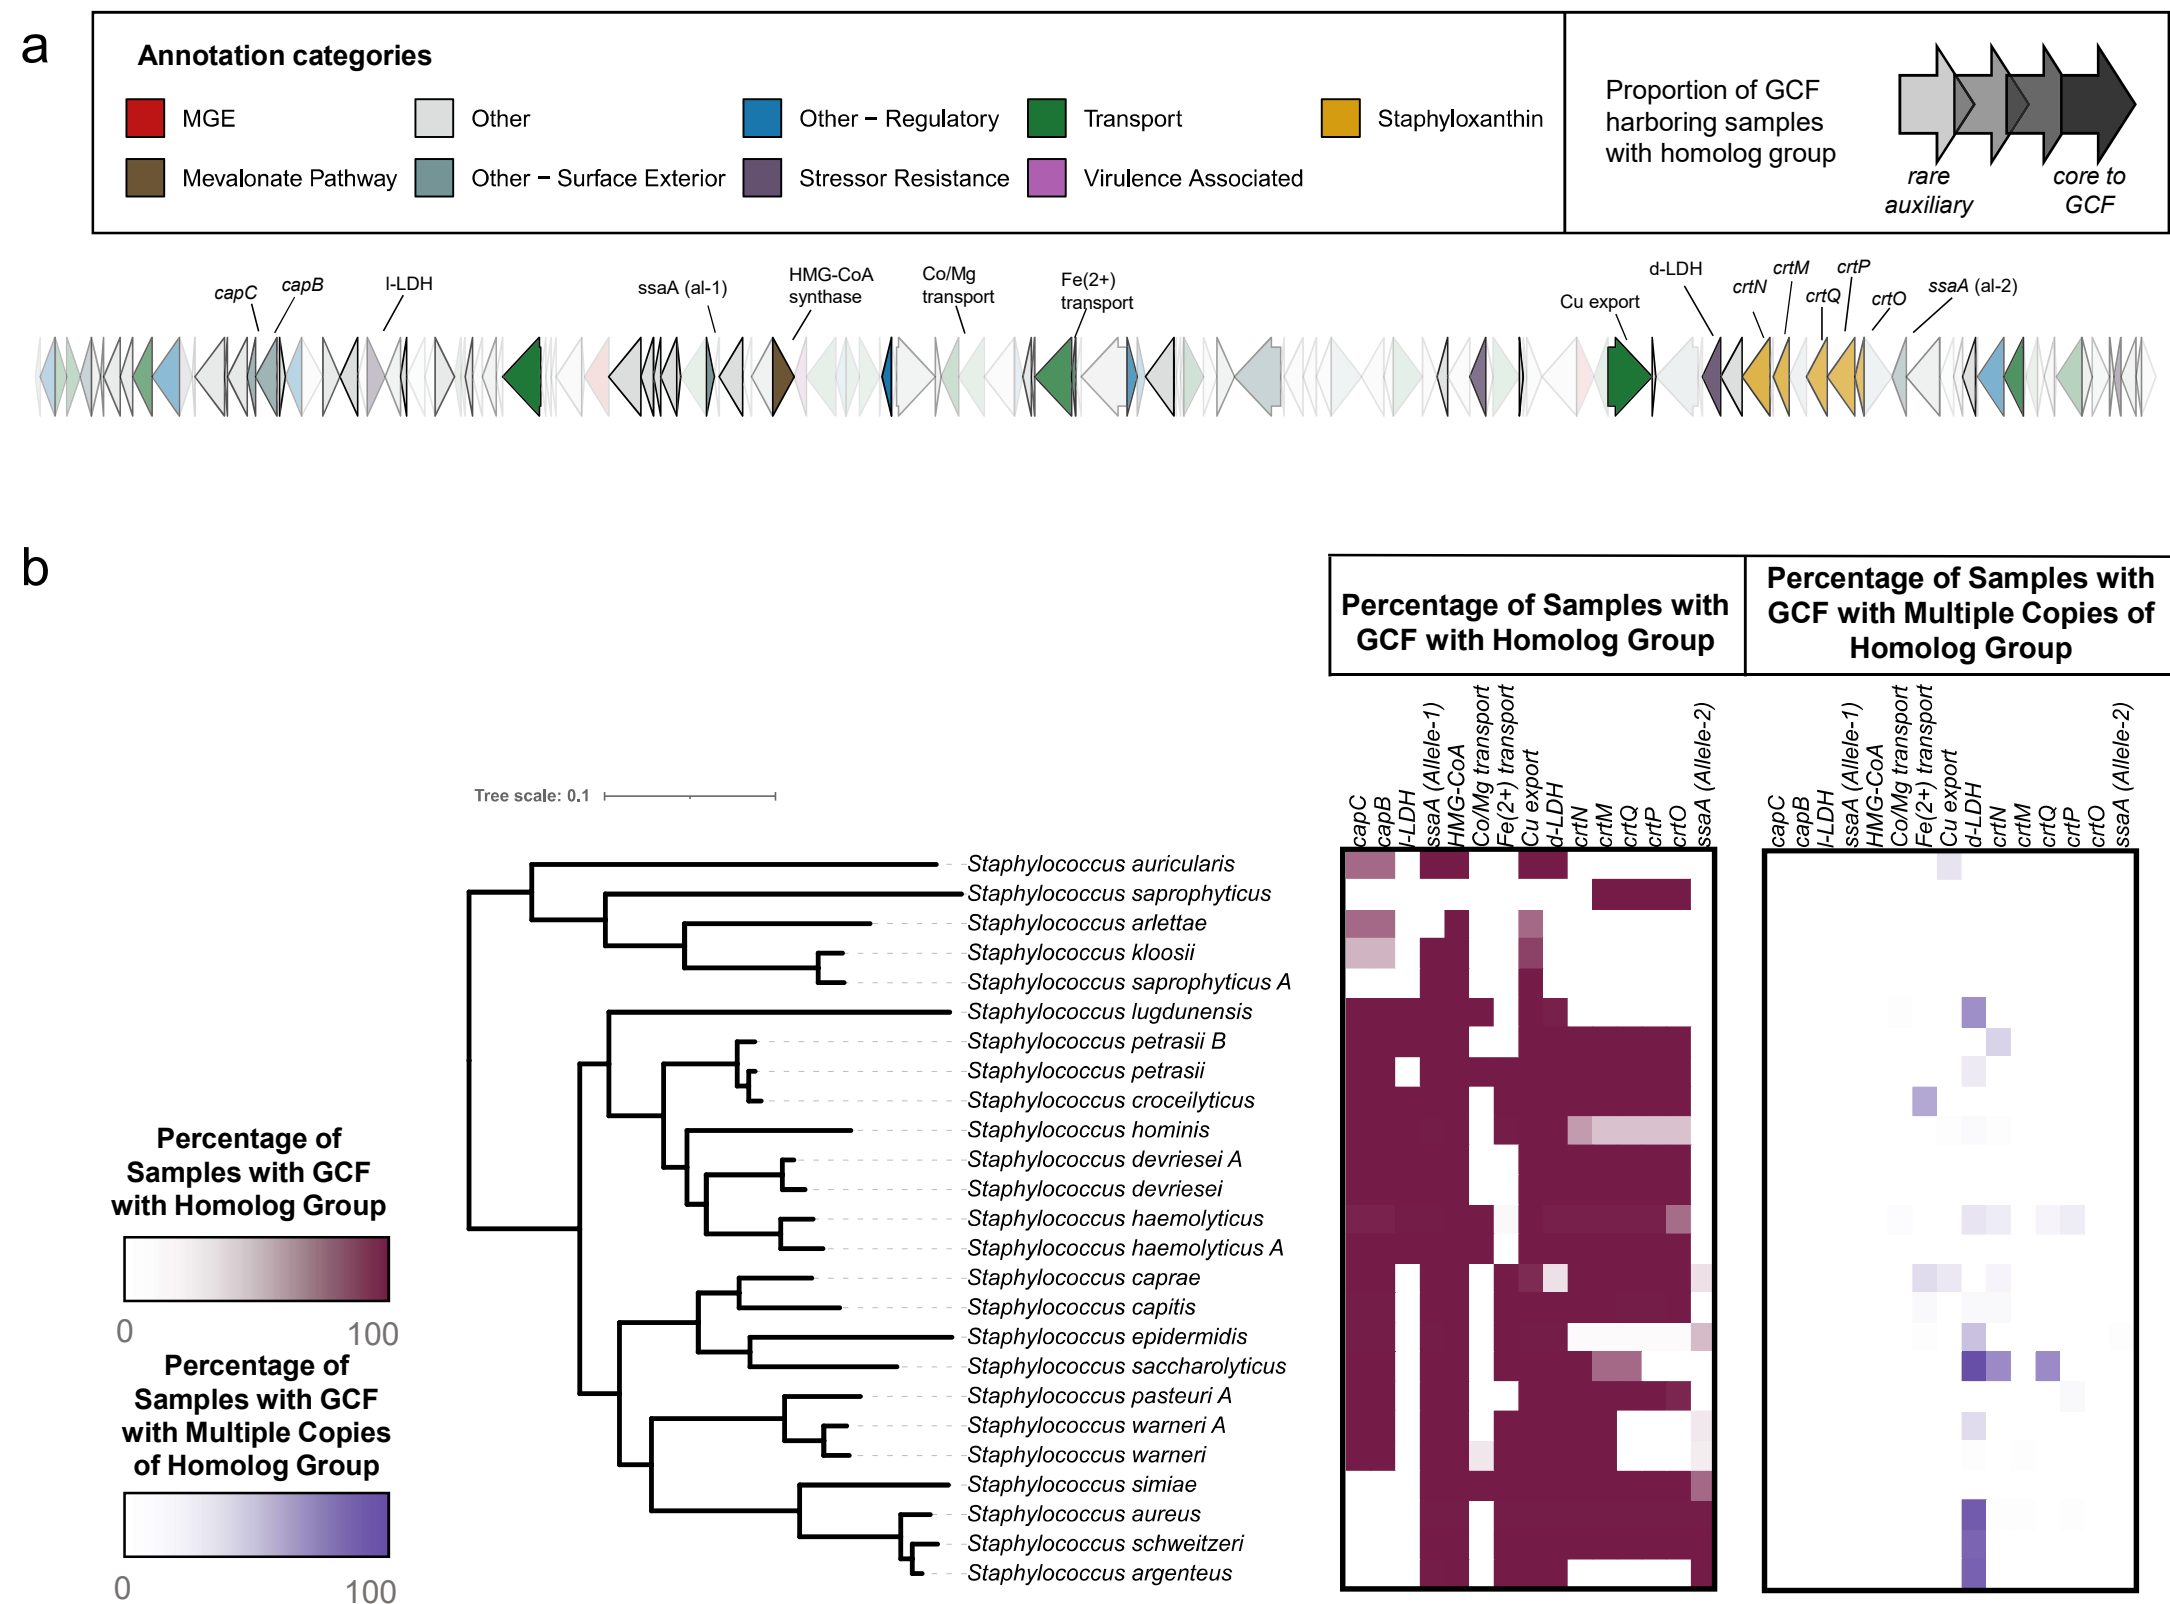 a
Annotation categories
MGE
Other
Other – Regulatory
Transport
Staphyloxanthin
Mevalonate Pathway
Other – Surface Exterior
Stressor Resistance
Virulence Associated
Proportion of GCF
harboring samples
with homolog group
rare
auxiliary
core to
GCF
capC
capB
l-LDH
ssaA (al-1)
HMG-CoA
synthase
Co/Mg
transport
Fe(2+)
transport
Cu export
d-LDH
crtN
crtM
crtQ
crtP
crtO
ssaA (al-2)
b
Percentage of Samples with
GCF with Homolog Group
Percentage of Samples with
GCF with Multiple Copies of
Homolog Group
capC
capB
l-LDH
ssaA (Allele-1)
HMG-CoA
Co/Mg transport
Fe(2+) transport
Cu export
d-LDH
crtN
crtM
crtQ
crtP
crtO
ssaA (Allele-2)
capC
capB
l-LDH
ssaA (Allele-1)
HMG-CoA
Co/Mg transport
Fe(2+) transport
Cu export
d-LDH
crtN
crtM
crtQ
crtP
crtO
ssaA (Allele-2)
Tree scale: 0.1
Staphylococcus auricularis
Staphylococcus saprophyticus
Staphylococcus arlettae
Staphylococcus kloosii
Staphylococcus saprophyticus A
Staphylococcus lugdunensis
Staphylococcus petrasii B
Staphylococcus petrasii
Staphylococcus croceilyticus
Staphylococcus hominis
Staphylococcus devriesei A
Staphylococcus devriesei
Staphylococcus haemolyticus
Staphylococcus haemolyticus A
Staphylococcus caprae
Staphylococcus capitis
Staphylococcus epidermidis
Staphylococcus saccharolyticus
Staphylococcus pasteuri A
Staphylococcus warneri A
Staphylococcus warneri
Staphylococcus simiae
Staphylococcus aureus
Staphylococcus schweitzeri
Staphylococcus argenteus
Percentage of
Samples with GCF
with Homolog Group
0 100
Percentage of
Samples with GCF
with Multiple Copies
of Homolog Group
0 100